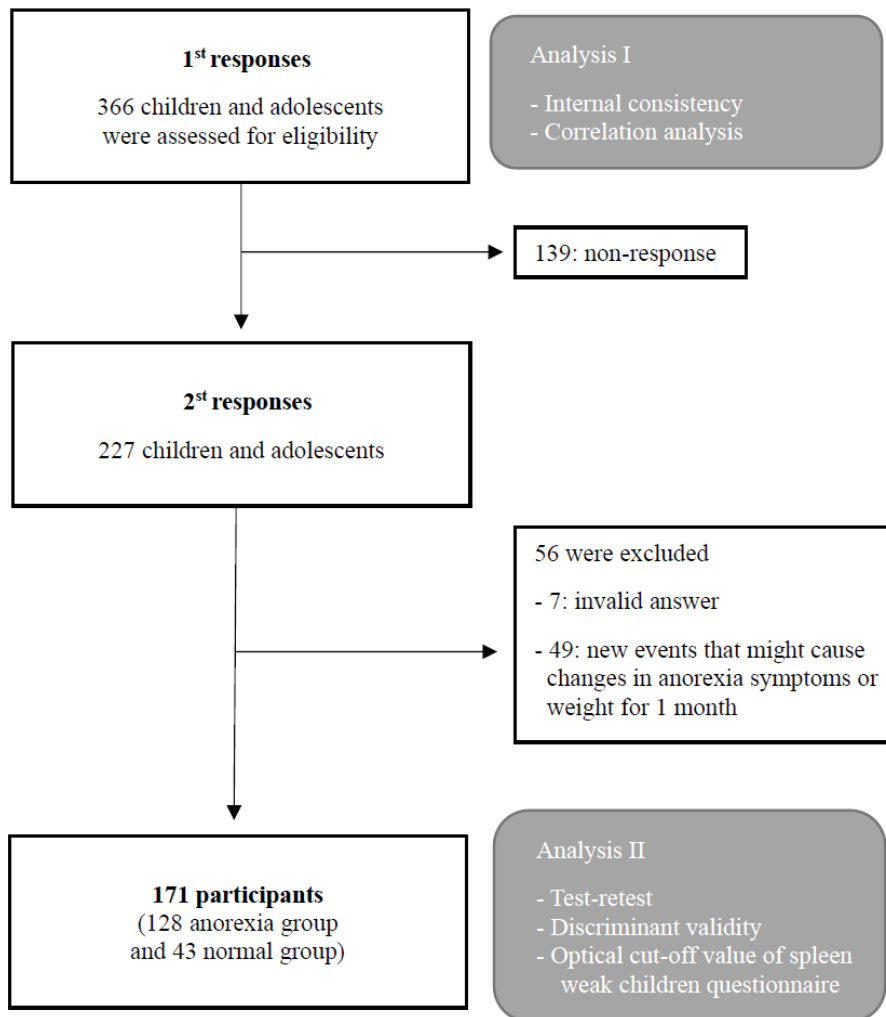 1st responses
366 children and adolescents
were assessed for eligibility
Analysis I
- Internal consistency
- Correlation analysis
139: non-response
2st responses
227 children and adolescents
56 were excluded
- 7: invalid answer
- 49: new events that might cause
changes in anorexia symptoms or
weight for 1 month
171 participants
(128 anorexia group
and 43 normal group)
Analysis II
- Test-retest
- Discriminant validity
- Optical cut-off value of spleen
weak children questionnaire